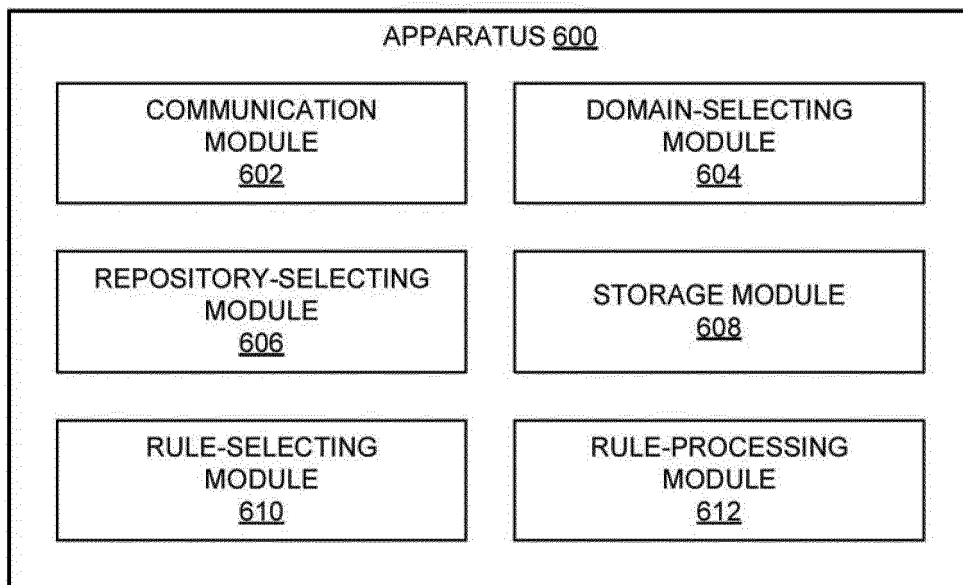 APPARATUS 600
COMMUNICATION
MODULE
602
DOMAIN-SELECTING
MODULE
604
REPOSITORY-SELECTING
MODULE
606
STORAGE MODULE
608
RULE-SELECTING
MODULE
610
RULE-PROCESSING
MODULE
612